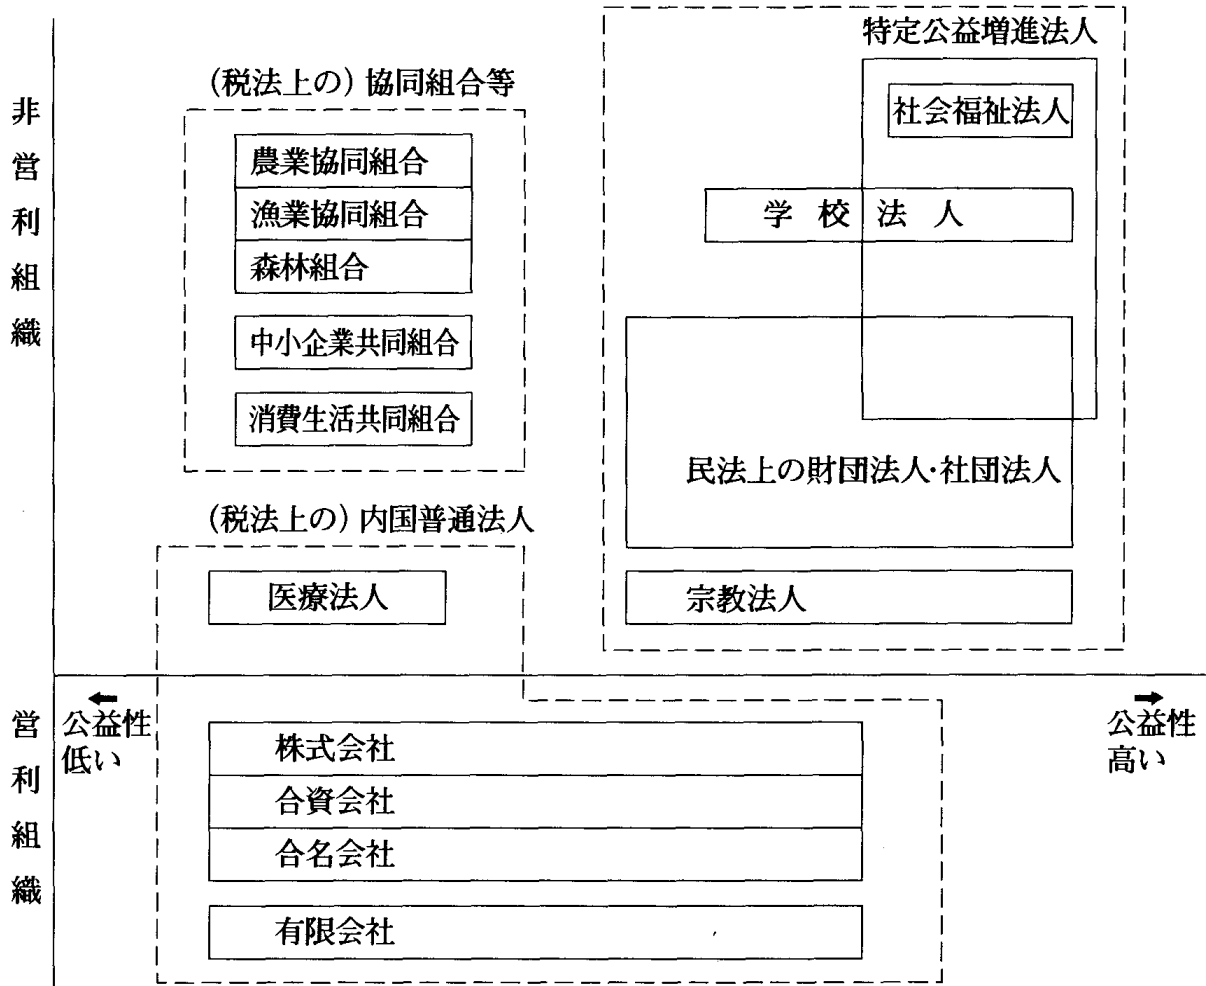 非営利組織
(税法上の) 協同組合等
農業協同組合
漁業協同組合
森林組合
中小企業共同組合
消費生活共同組合
特定公益増進法人
社会福祉法人
学校法人
民法上の財団法人・社団法人
宗教法人
(税法上の) 内国普通法人
医療法人
営利組織
公益性
低い
公益性
高い
株式会社
合資会社
合名会社
有限会社